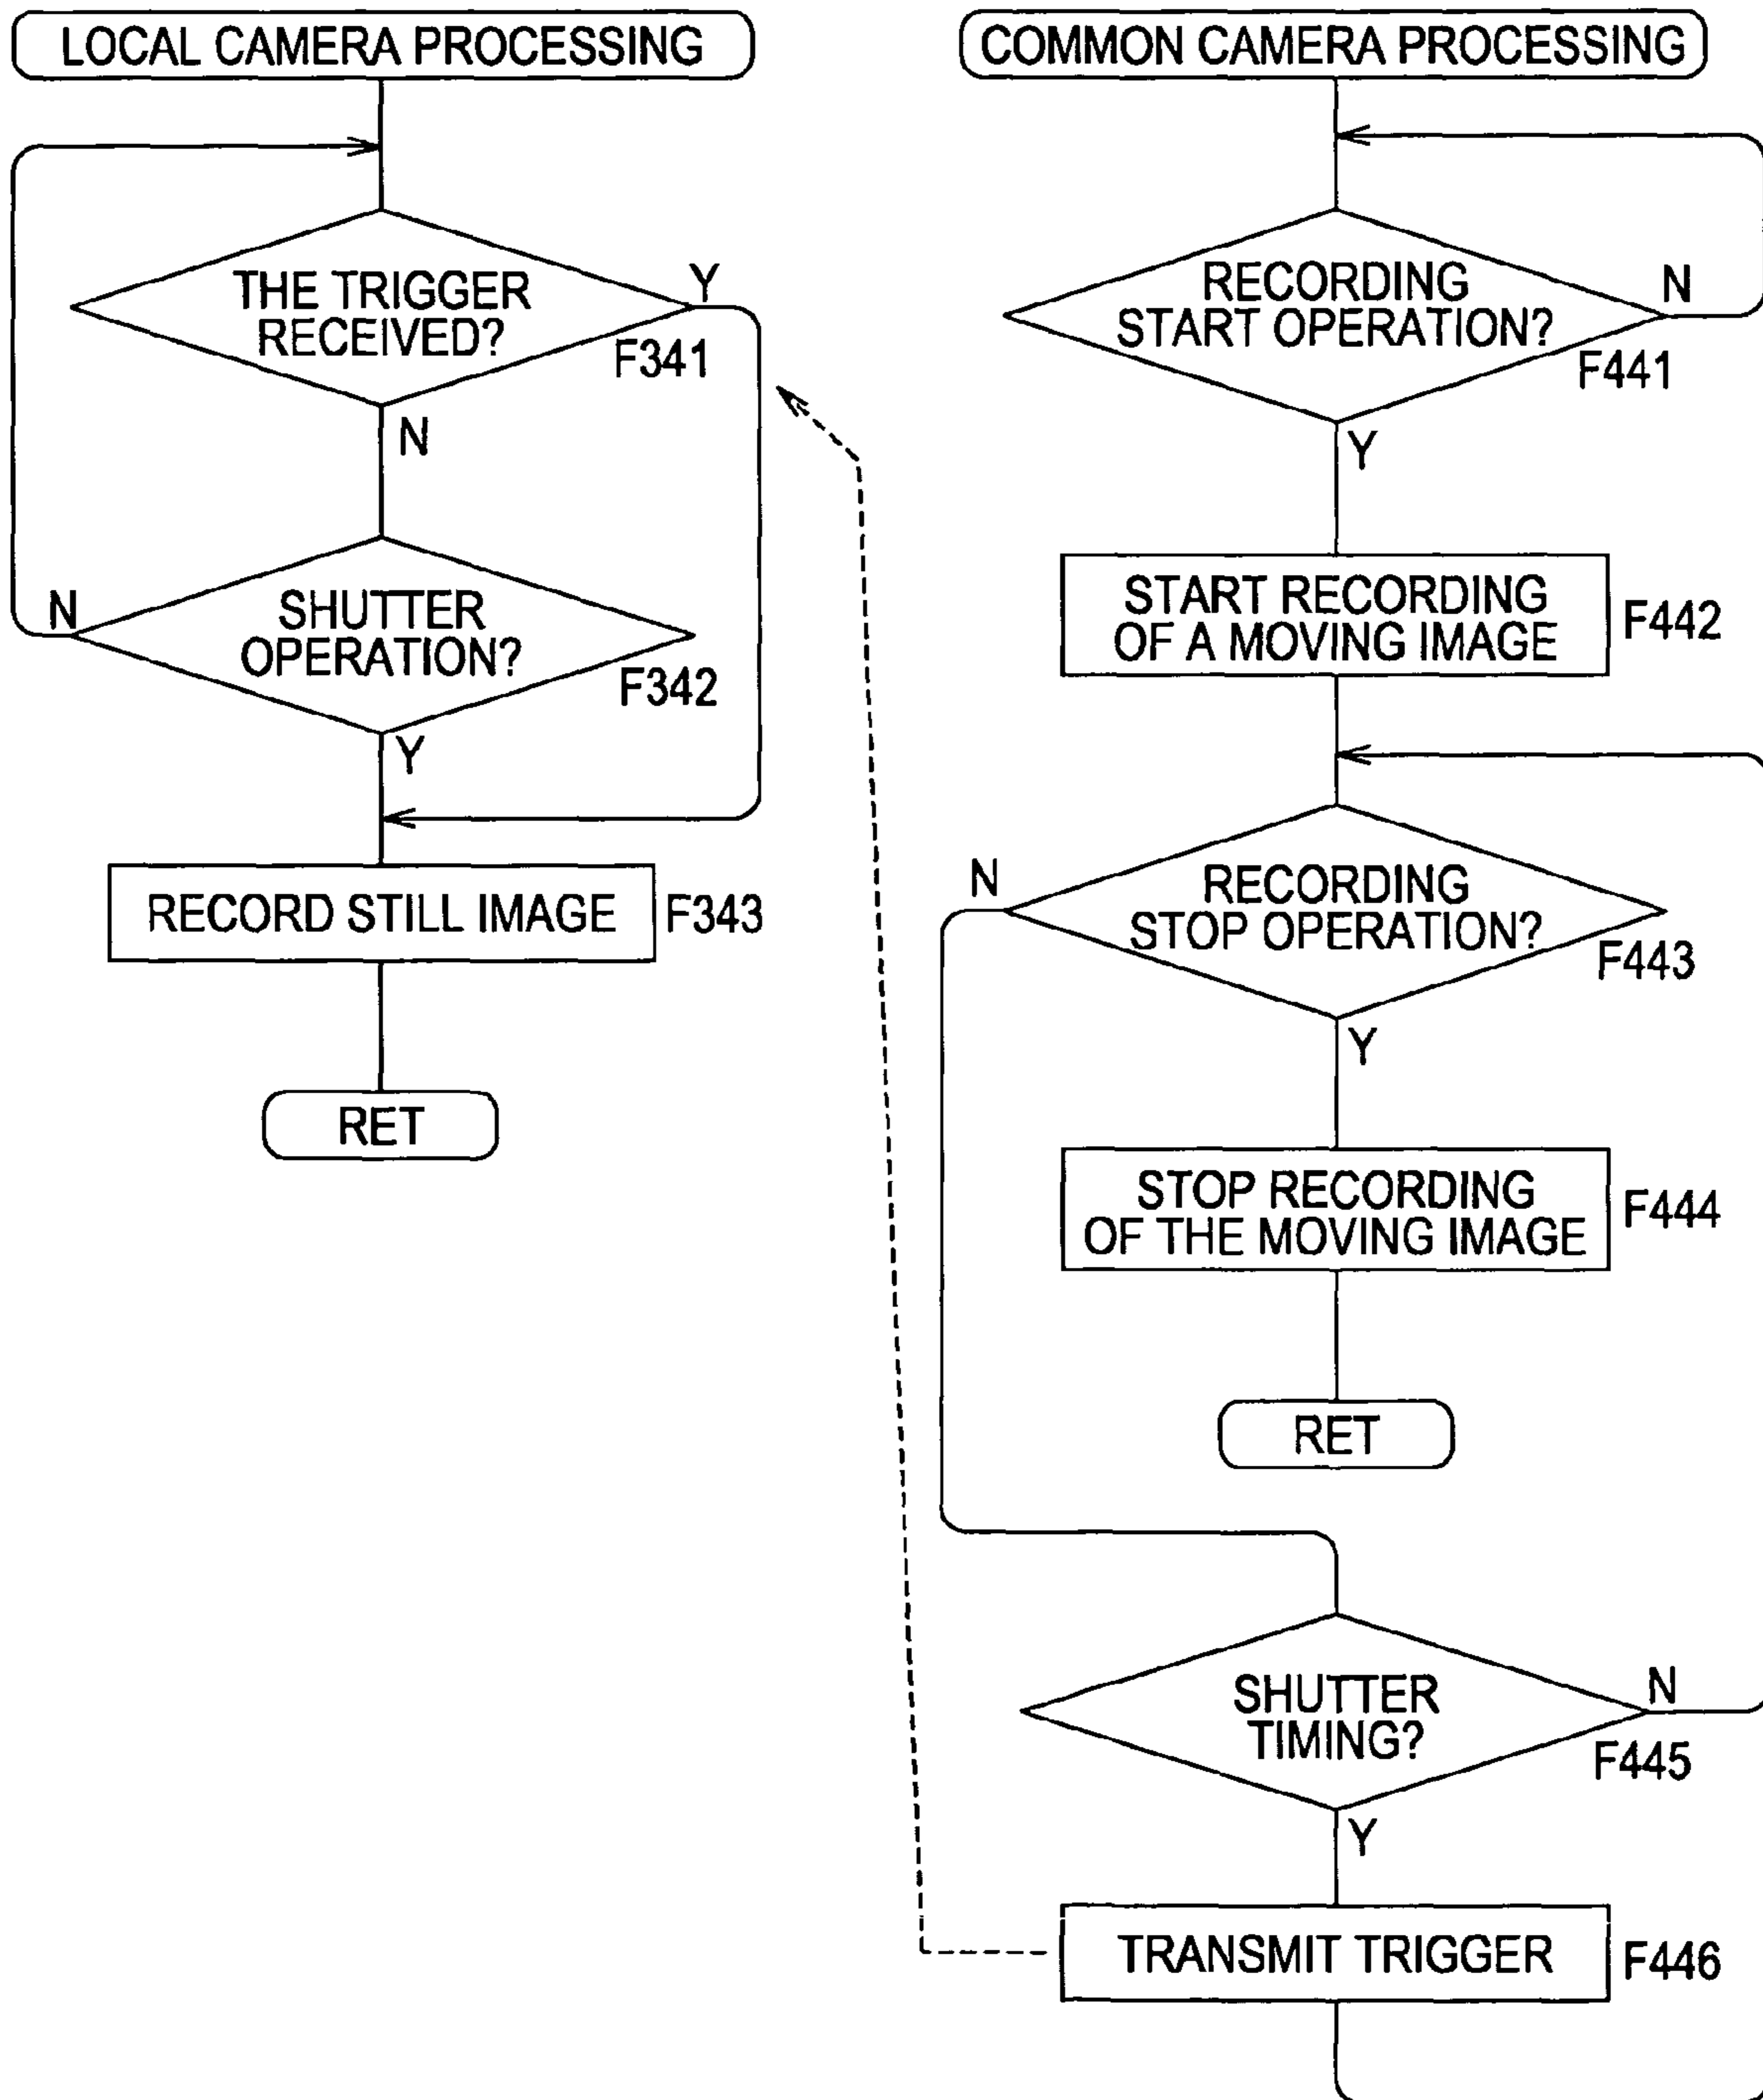 LOCAL CAMERA PROCESSING
THE TRIGGER
RECEIVED?
Y
F341
N
SHUTTER
OPERATION?
N
F342
Y
RECORD STILL IMAGE
F343
RET
COMMON CAMERA PROCESSING
RECORDING
START OPERATION?
N
F441
Y
START RECORDING
OF A MOVING IMAGE
F442
N
RECORDING
STOP OPERATION?
F443
Y
STOP RECORDING
OF THE MOVING IMAGE
F444
RET
SHUTTER
TIMING?
N
F445
Y
TRANSMIT TRIGGER
F446